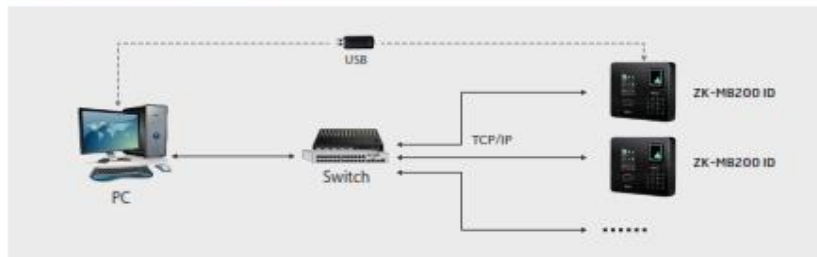 USB
ZK-MB200 ID
TCP/IP
ZK-MB200 ID
Switch
PC
......